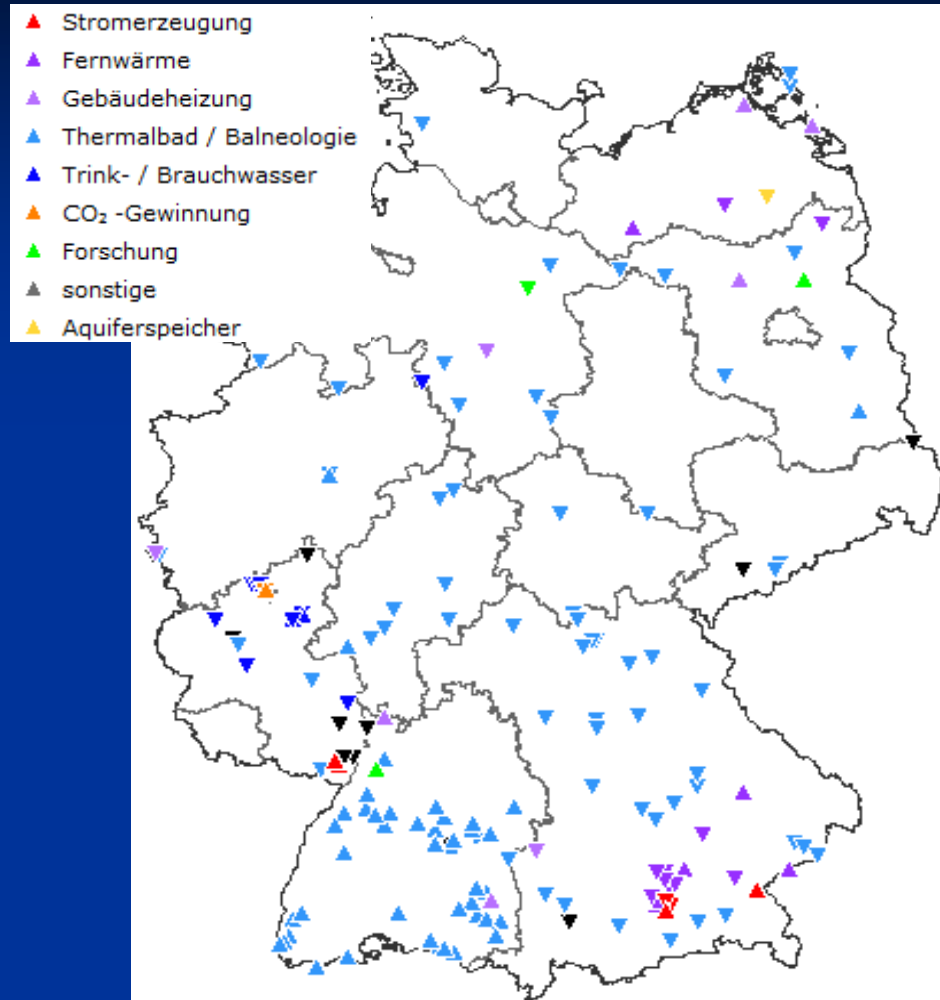 Stromerzeugung
Fernwärme
Gebäudeheizung
Thermalbad / Balneologie
Trink- / Brauchwasser
CO₂ -Gewinnung
Forschung
sonstige
Aquiferspeicher